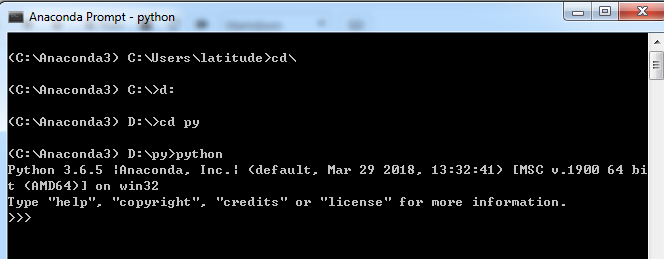 Anaconda Prompt - python
(C:\Anaconda3) C:\Users\latitude>cd\
(C:\Anaconda3) C:\>d:
(C:\Anaconda3) D:\>cd py
(C:\Anaconda3) D:\py>python
Python 3.6.5 |Anaconda, Inc.| (default, Mar 29 2018, 13:32:41) [MSC v.1900 64 bi
t (AMD64)] on win32
Type "help", "copyright", "credits" or "license" for more information.
>>>